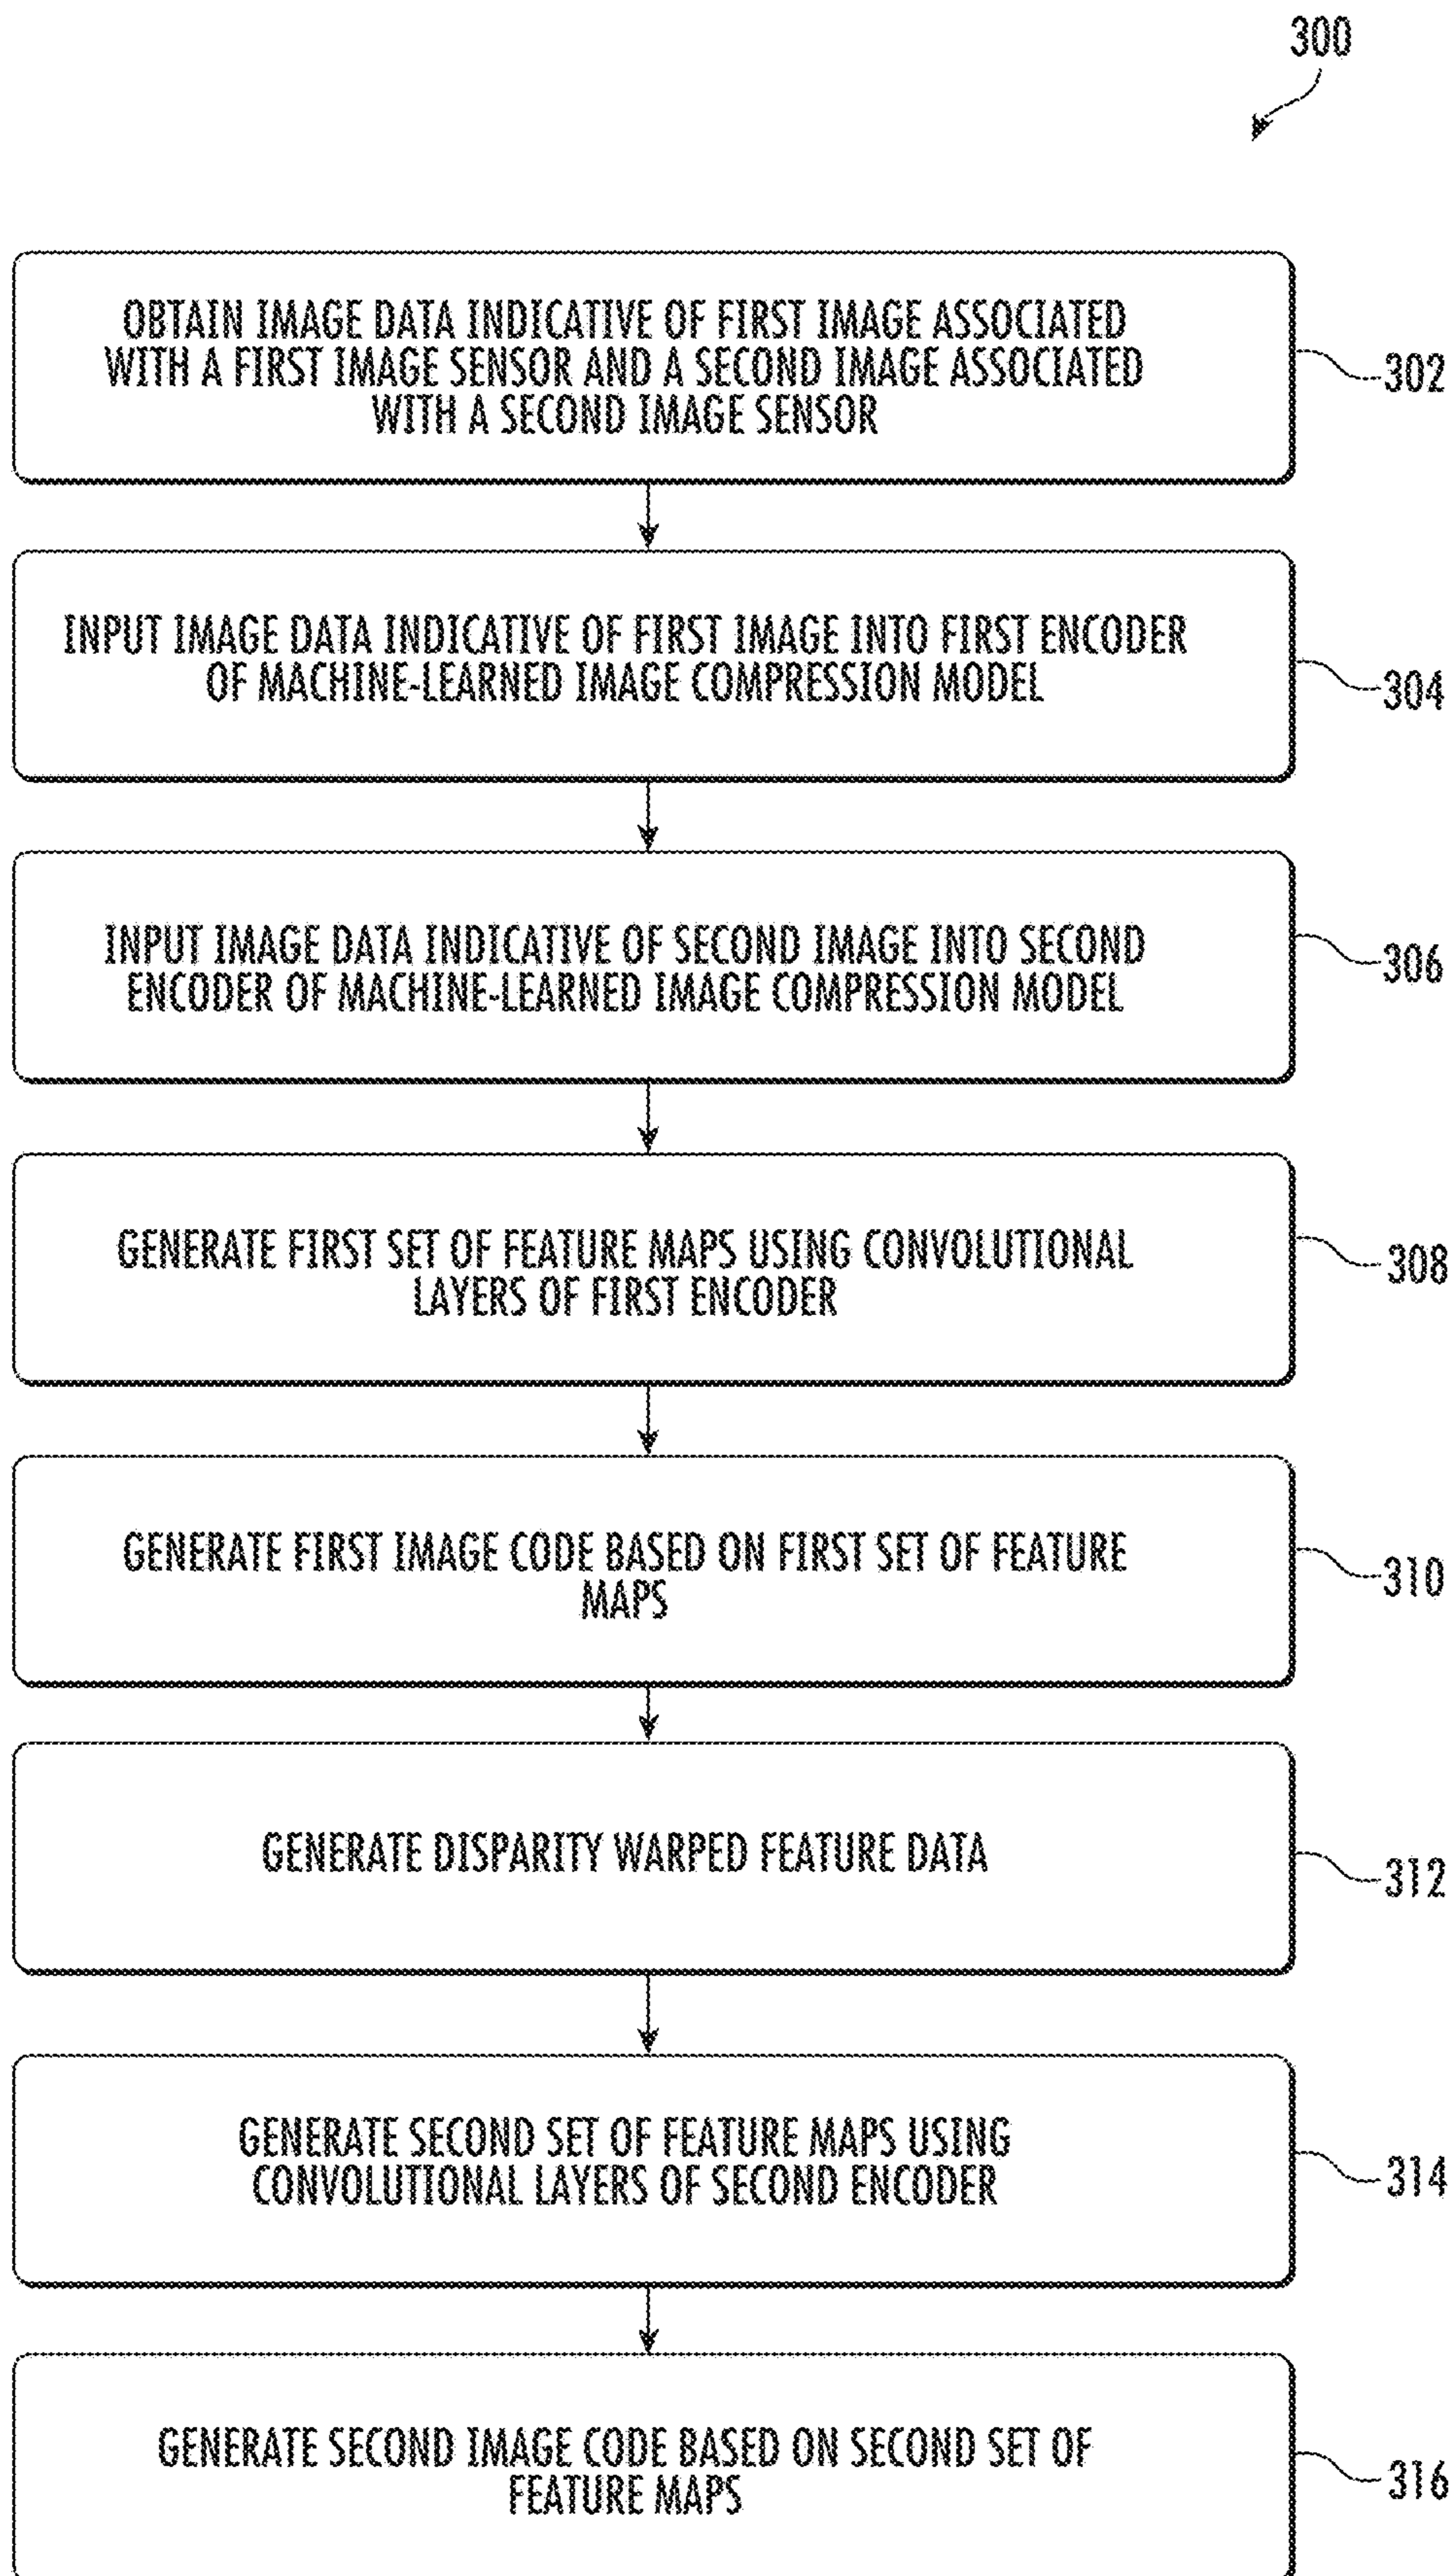 300
OBTAIN IMAGE DATA INDICATIVE OF FIRST IMAGE ASSOCIATED
WITH A FIRST IMAGE SENSOR AND A SECOND IMAGE ASSOCIATED
WITH A SECOND IMAGE SENSOR
302
INPUT IMAGE DATA INDICATIVE OF FIRST IMAGE INTO FIRST ENCODER
OF MACHINE-LEARNED IMAGE COMPRESSION MODEL
304
INPUT IMAGE DATA INDICATIVE OF SECOND IMAGE INTO SECOND
ENCODER OF MACHINE-LEARNED IMAGE COMPRESSION MODEL
306
GENERATE FIRST SET OF FEATURE MAPS USING CONVOLUTIONAL
LAYERS OF FIRST ENCODER
308
GENERATE FIRST IMAGE CODE BASED ON FIRST SET OF FEATURE
MAPS
310
GENERATE DISPARITY WARPED FEATURE DATA
312
GENERATE SECOND SET OF FEATURE MAPS USING
CONVOLUTIONAL LAYERS OF SECOND ENCODER
314
GENERATE SECOND IMAGE CODE BASED ON SECOND SET OF
FEATURE MAPS
316